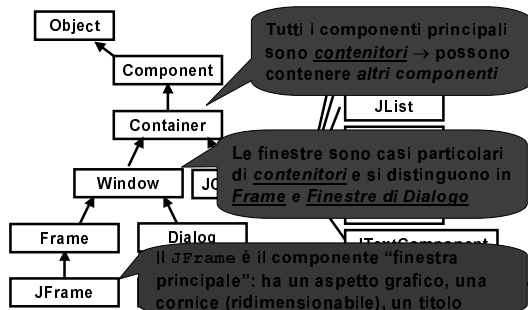 Object
Tutti i componenti principali
sono contenitori → possono
contenere altri componenti
Component
JList
Container
Le finestre sono casi particolari
di contenitori e si distinguono in
Frame e Finestre di Dialogo
Window
Frame
Dialog
JTextComponent
Il JFrame è il componente “finestra
principale”: ha un aspetto grafico, una
cornice (ridimensionabile), un titolo
JFrame